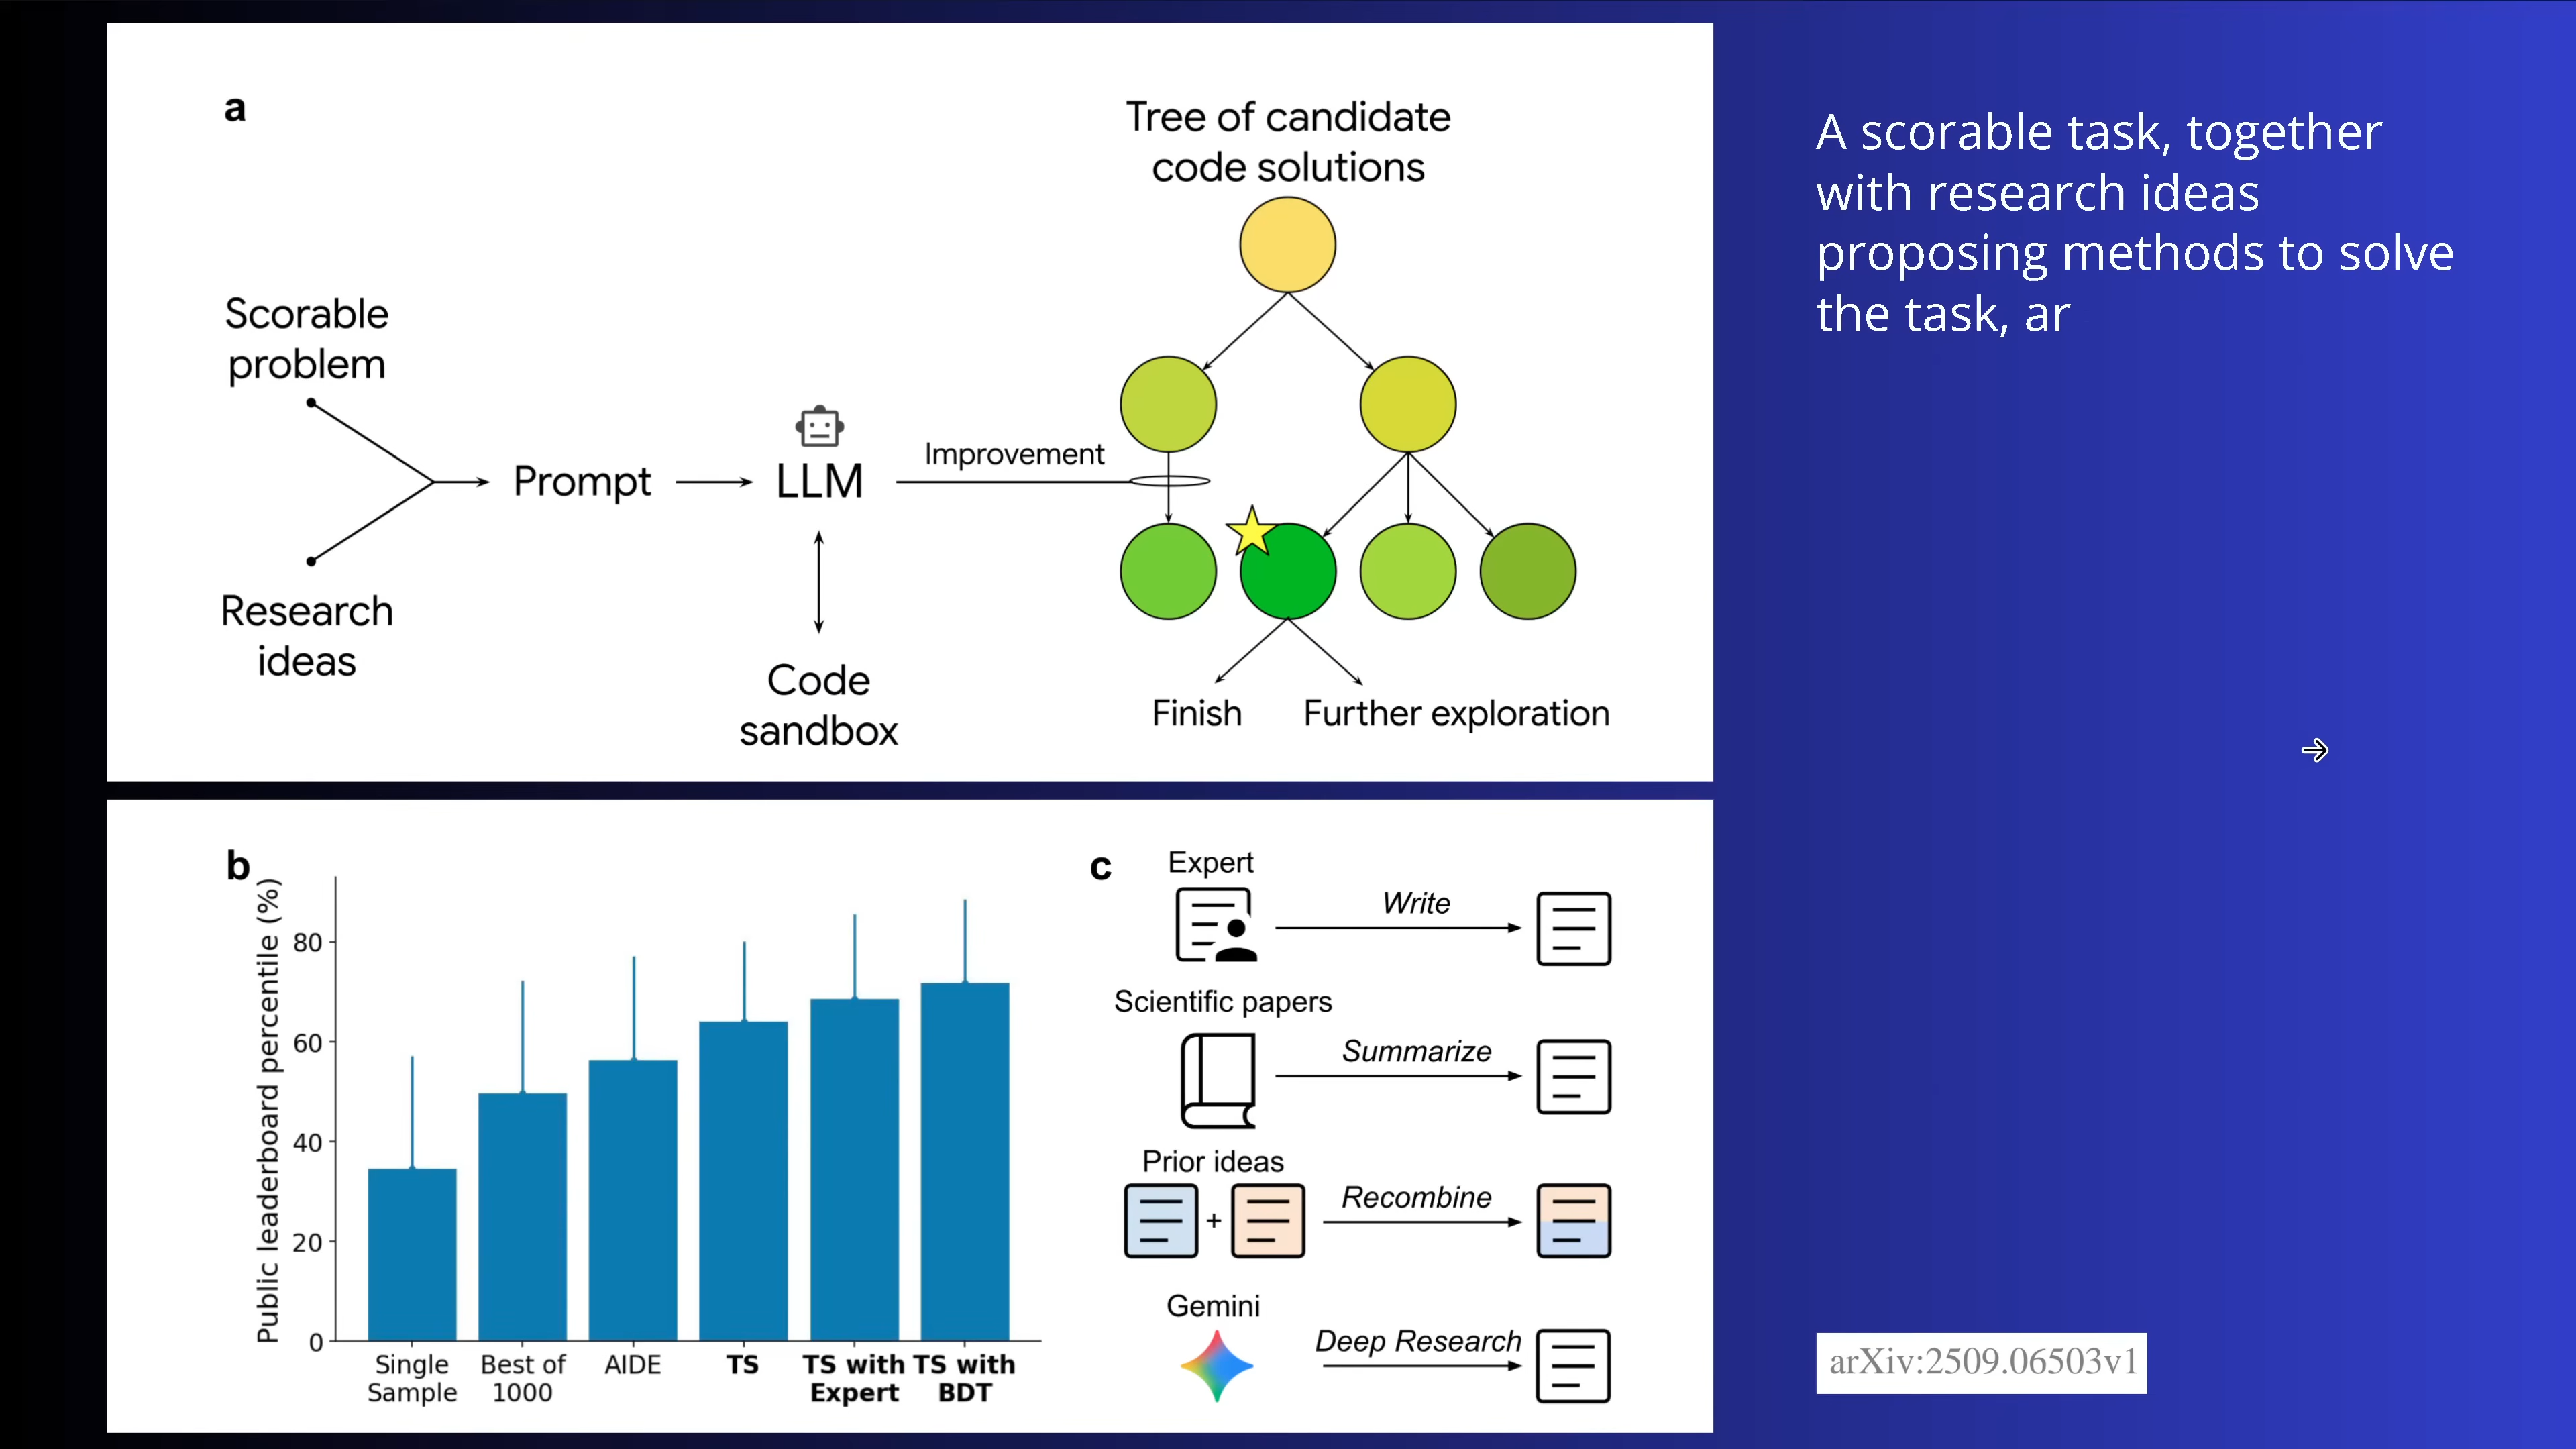 a
Tree of candidate
code solutions
Scorable
problem
Improvement
Prompt
LLM
Research
ideas
Code
sandbox
Finish
Further exploration
A scorable task, together
with research ideas
proposing methods to solve
the task, ar
b
Public leaderboard percentile (%)
80
60
40
20
0
Single
Sample
Best of
1000
AIDE
TS
TS with
Expert
TS with
BDT
c
Expert
Write
Scientific papers
Summarize
Prior ideas
+
Recombine
Gemini
Deep Research
arXiv:2509.06503v1